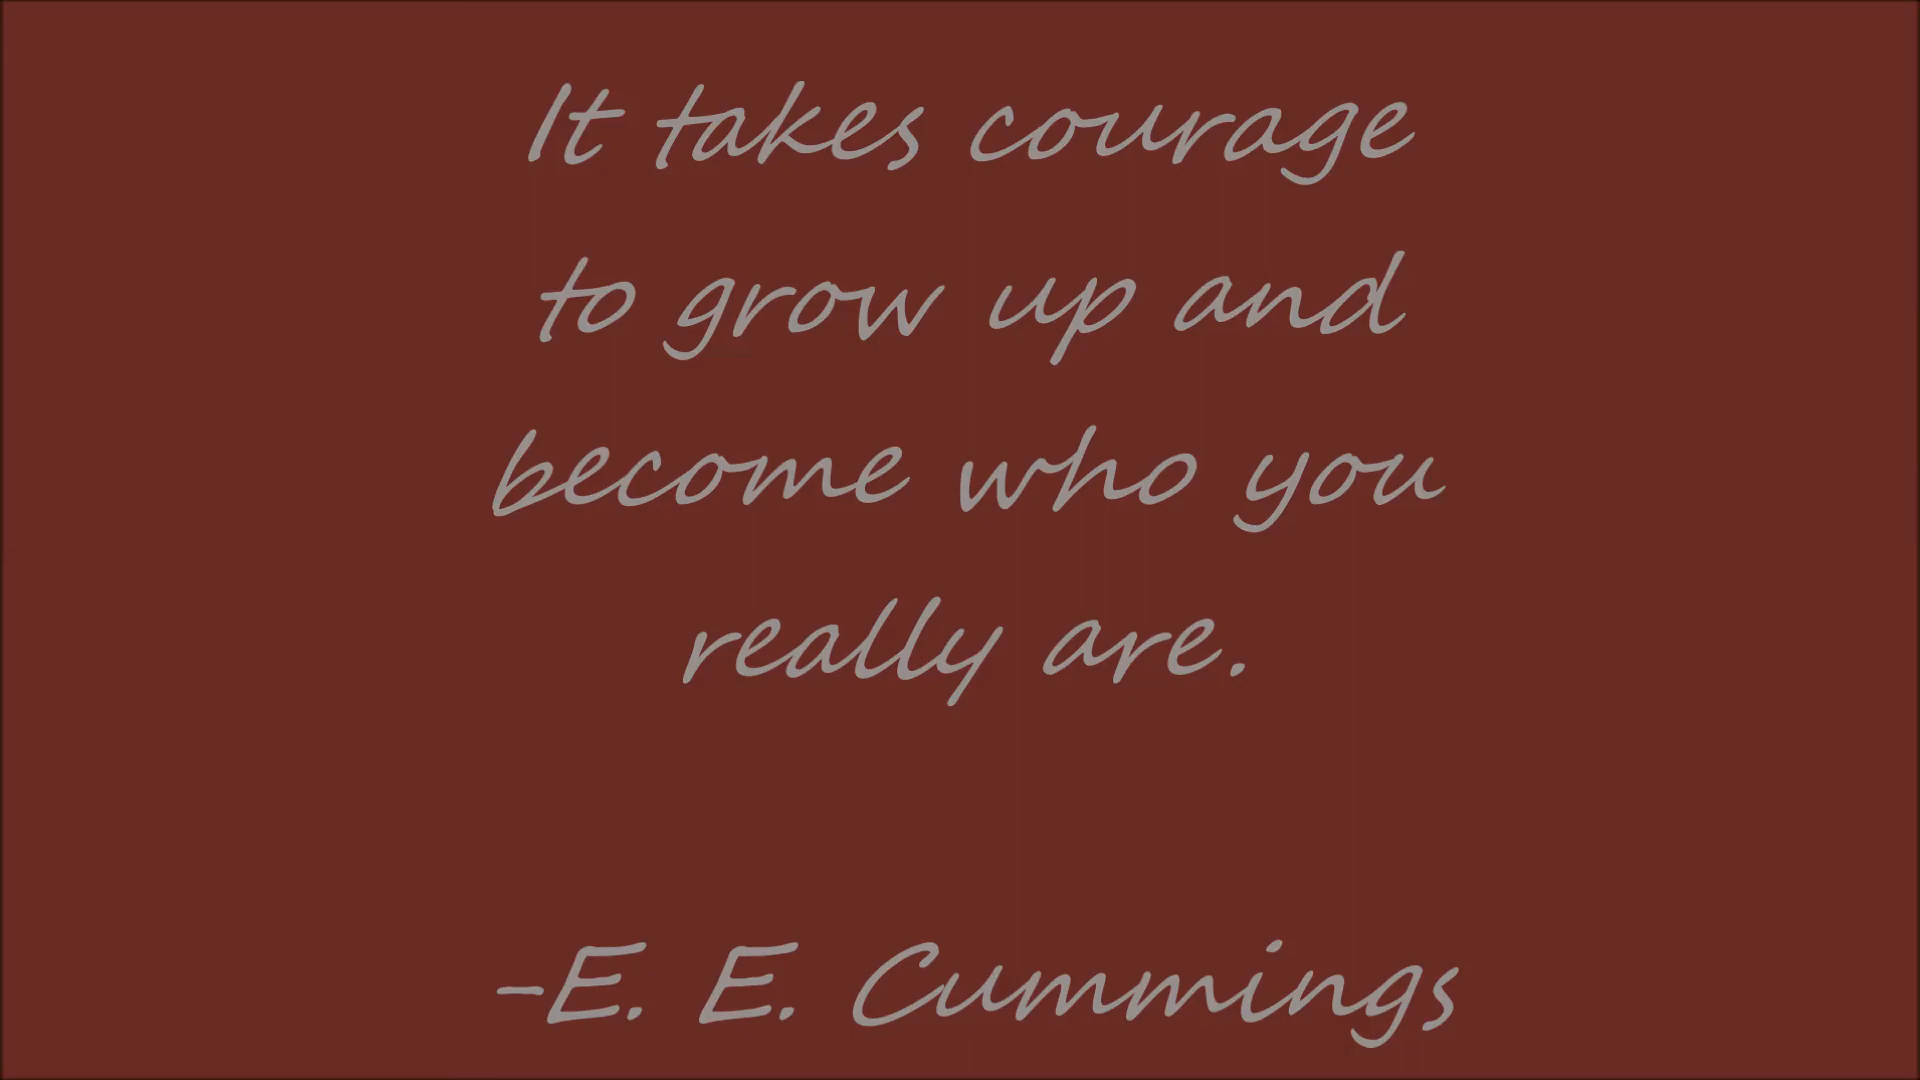 It takes courage
to grow up and
become who you
really are.
-E. E. Cummings